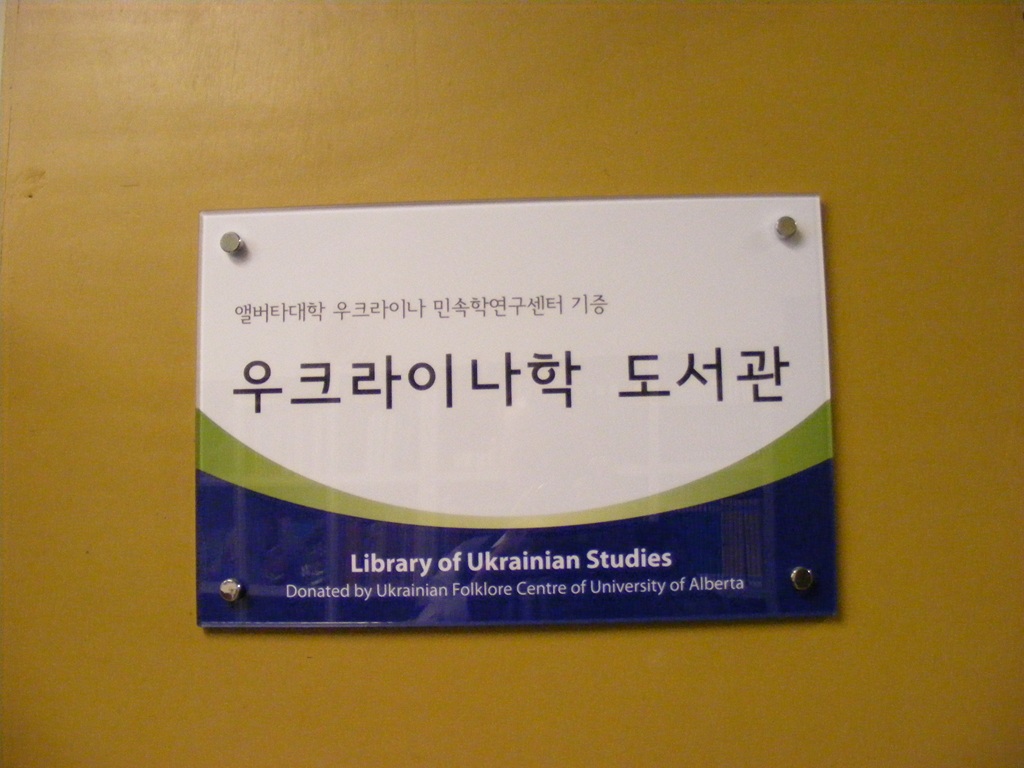 앨버타대학 우크라이나 민속학연구센터 기증
우크라이나학 도서관
Library of Ukrainian Studies
Donated by Ukrainian Folklore Centre of University of Alberta